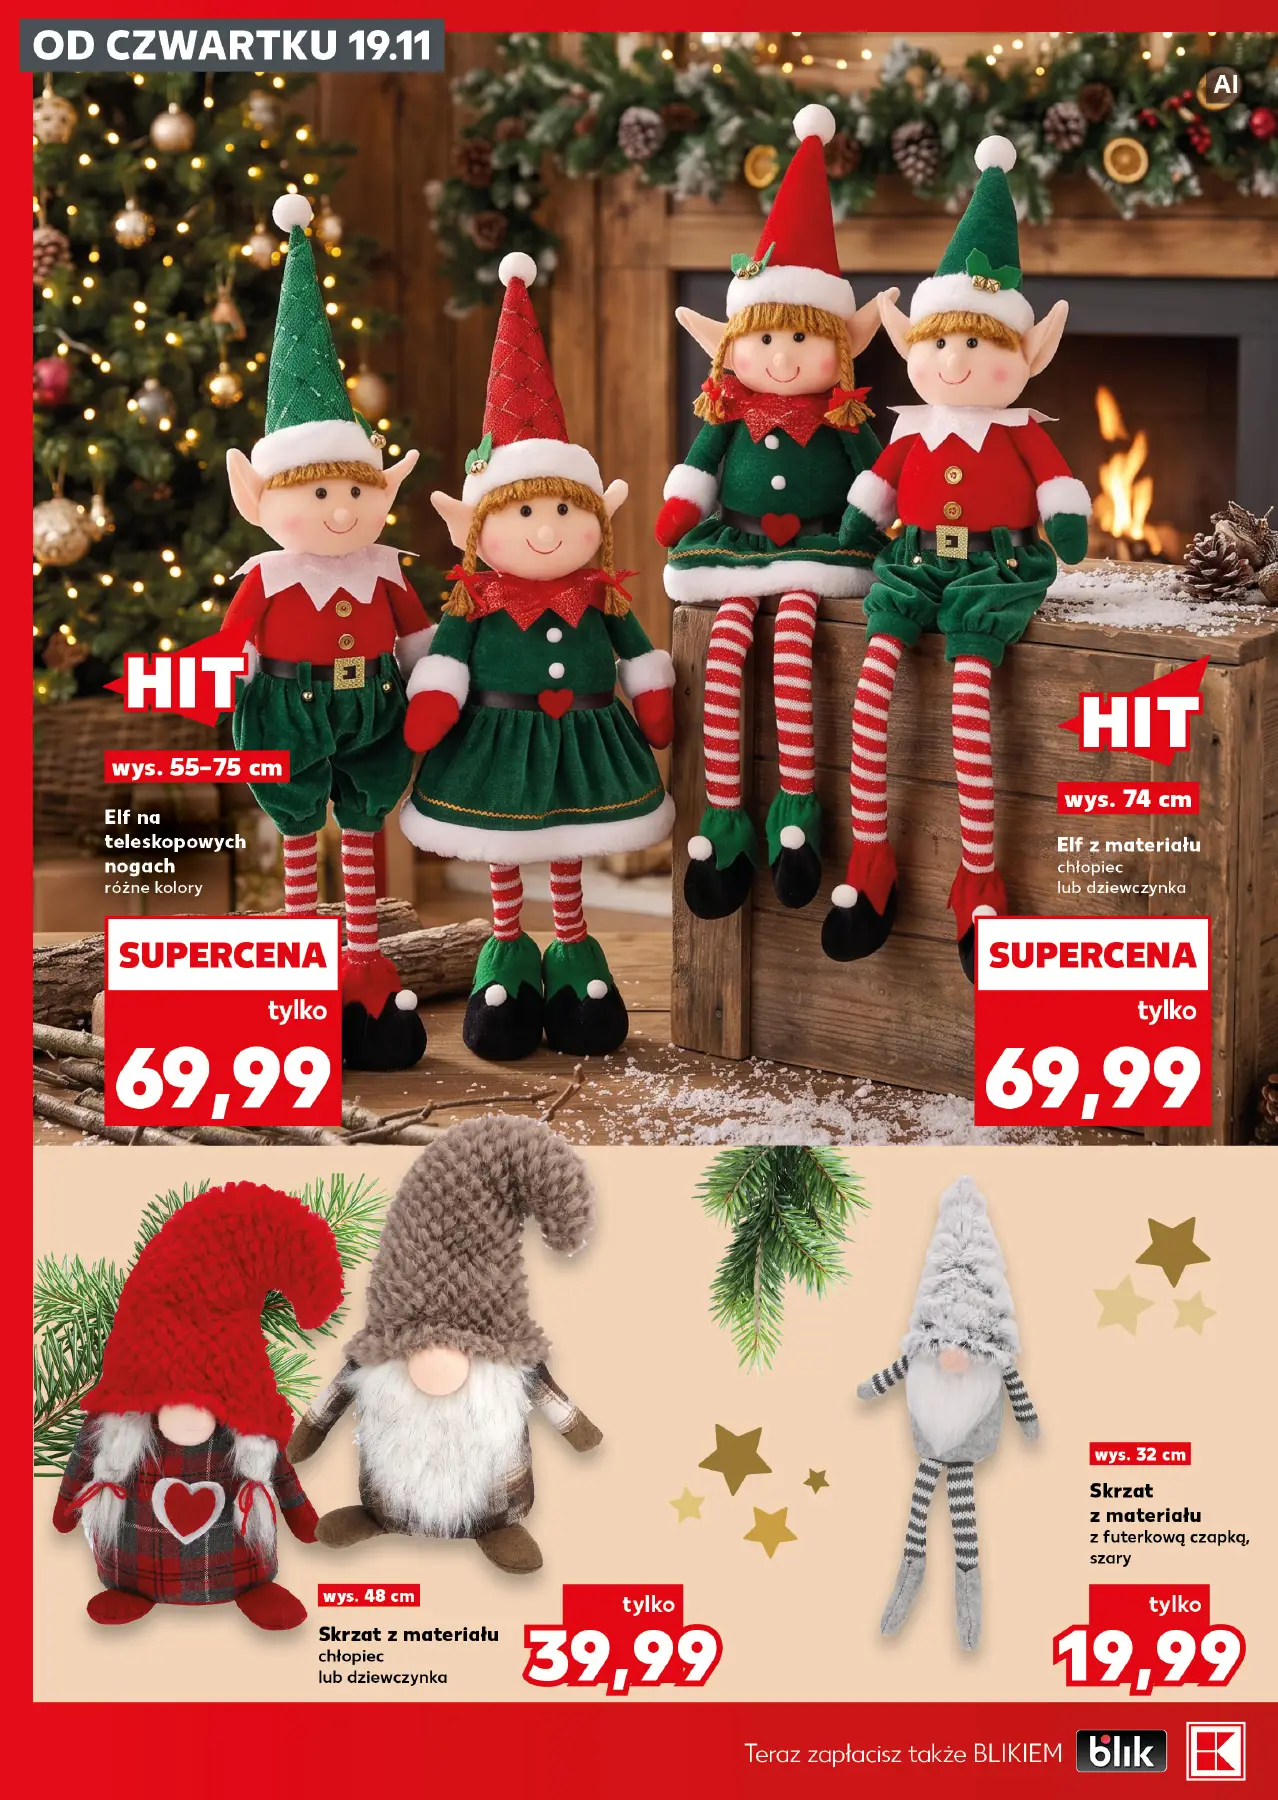 OD CZWARTKU 19.11
AI
HIT
wys. 55–75 cm
Elf na
teleskopowych
nogach
różne kolory
SUPERCENA
tylko
69,99
HIT
wys. 74 cm
Elf z materiału
chłopiec
lub dziewczynka
SUPERCENA
tylko
69,99
wys. 48 cm
Skrzat z materiału
chłopiec
lub dziewczynka
tylko
39,99
wys. 32 cm
Skrzat
z materiału
z futerkową czapką,
szary
tylko
19,99
Teraz zapłacisz także BLIKIEM
blik
K